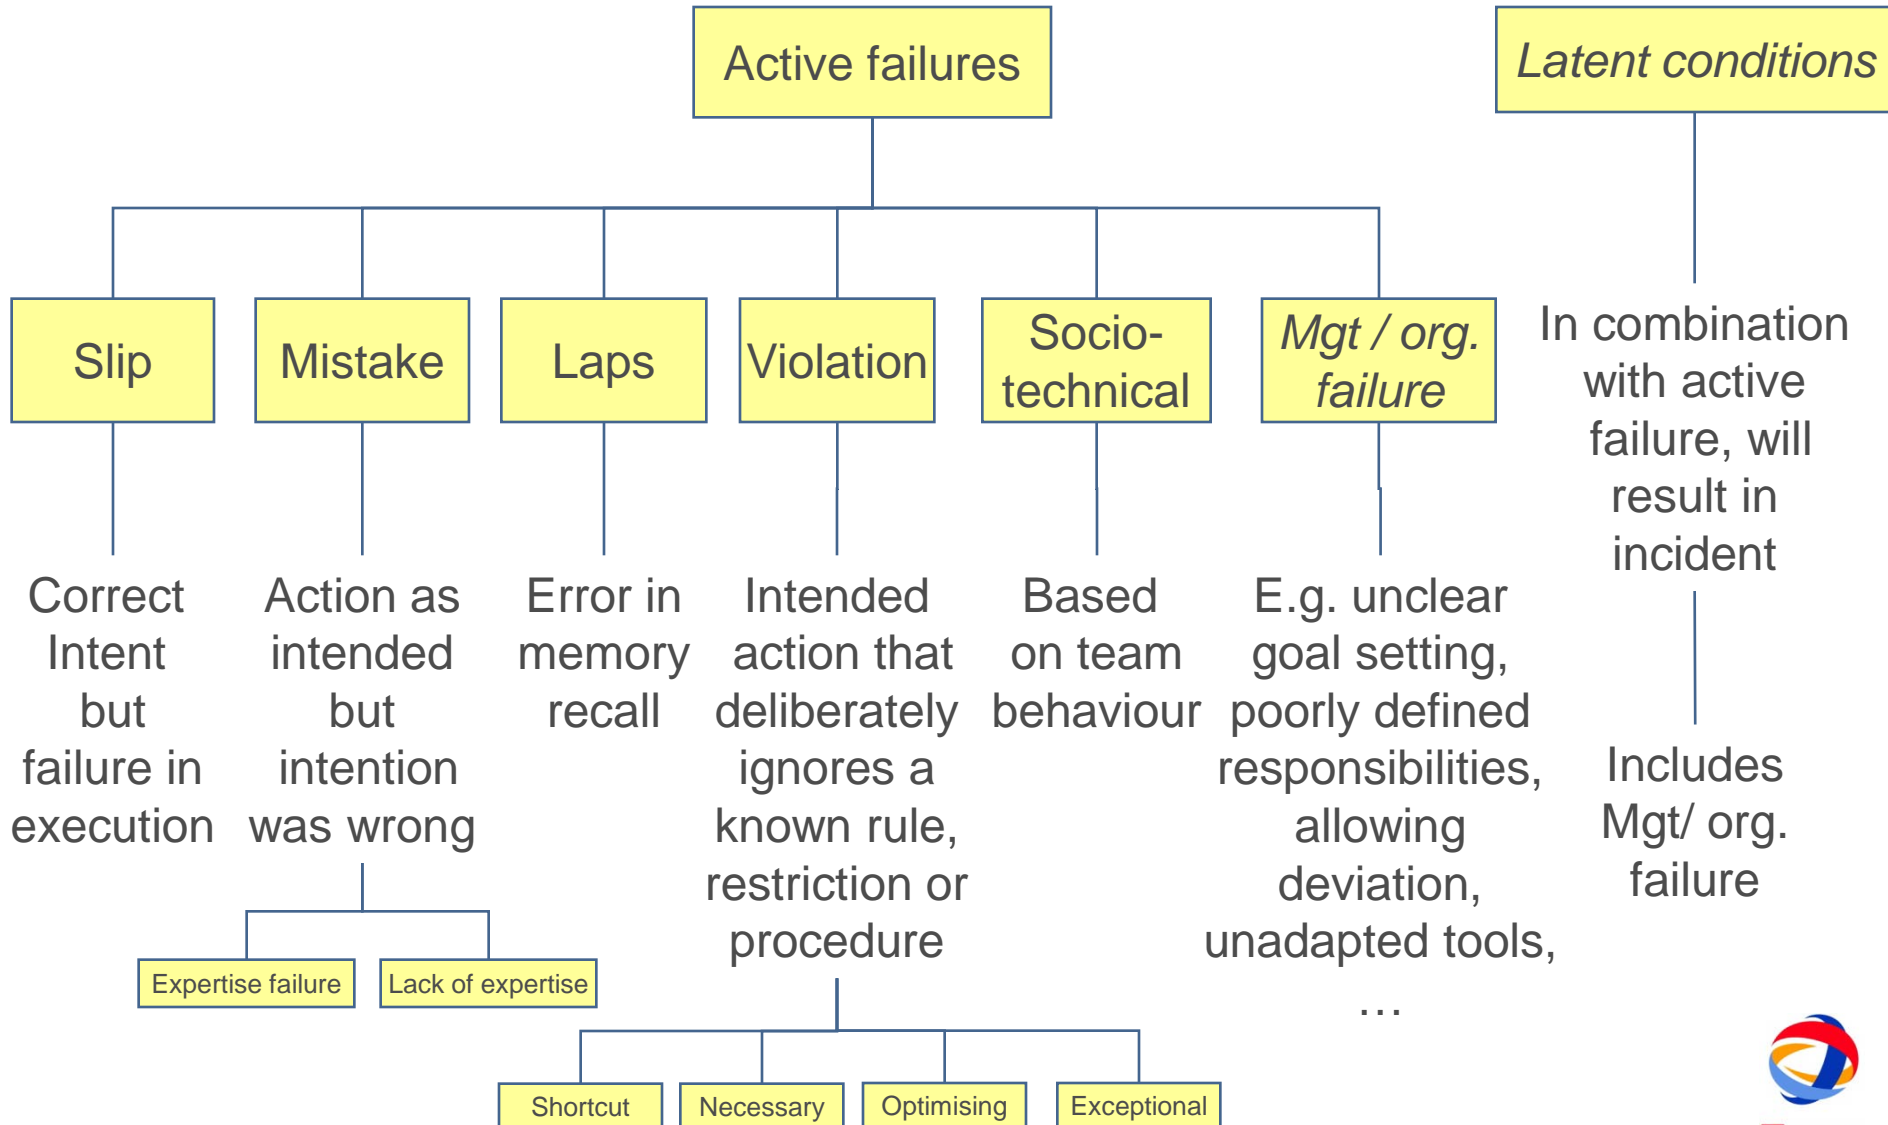 Active failures
Latent conditions
Slip
Mistake
Laps
Violation
Socio-
technical
Mgt / org.
failure
In combination
with active
failure, will
result in
incident
Correct
Intent
but
failure in
execution
Action as
intended
but
intention
was wrong
Error in
memory
recall
Intended
action that
deliberately
ignores a
known rule,
restriction or
procedure
Based
on team
behaviour
E.g. unclear
goal setting,
poorly defined
responsibilities,
allowing
deviation,
unadapted tools,
…
Includes
Mgt/ org.
failure
Expertise failure
Lack of expertise
Shortcut
Necessary
Optimising
Exceptional